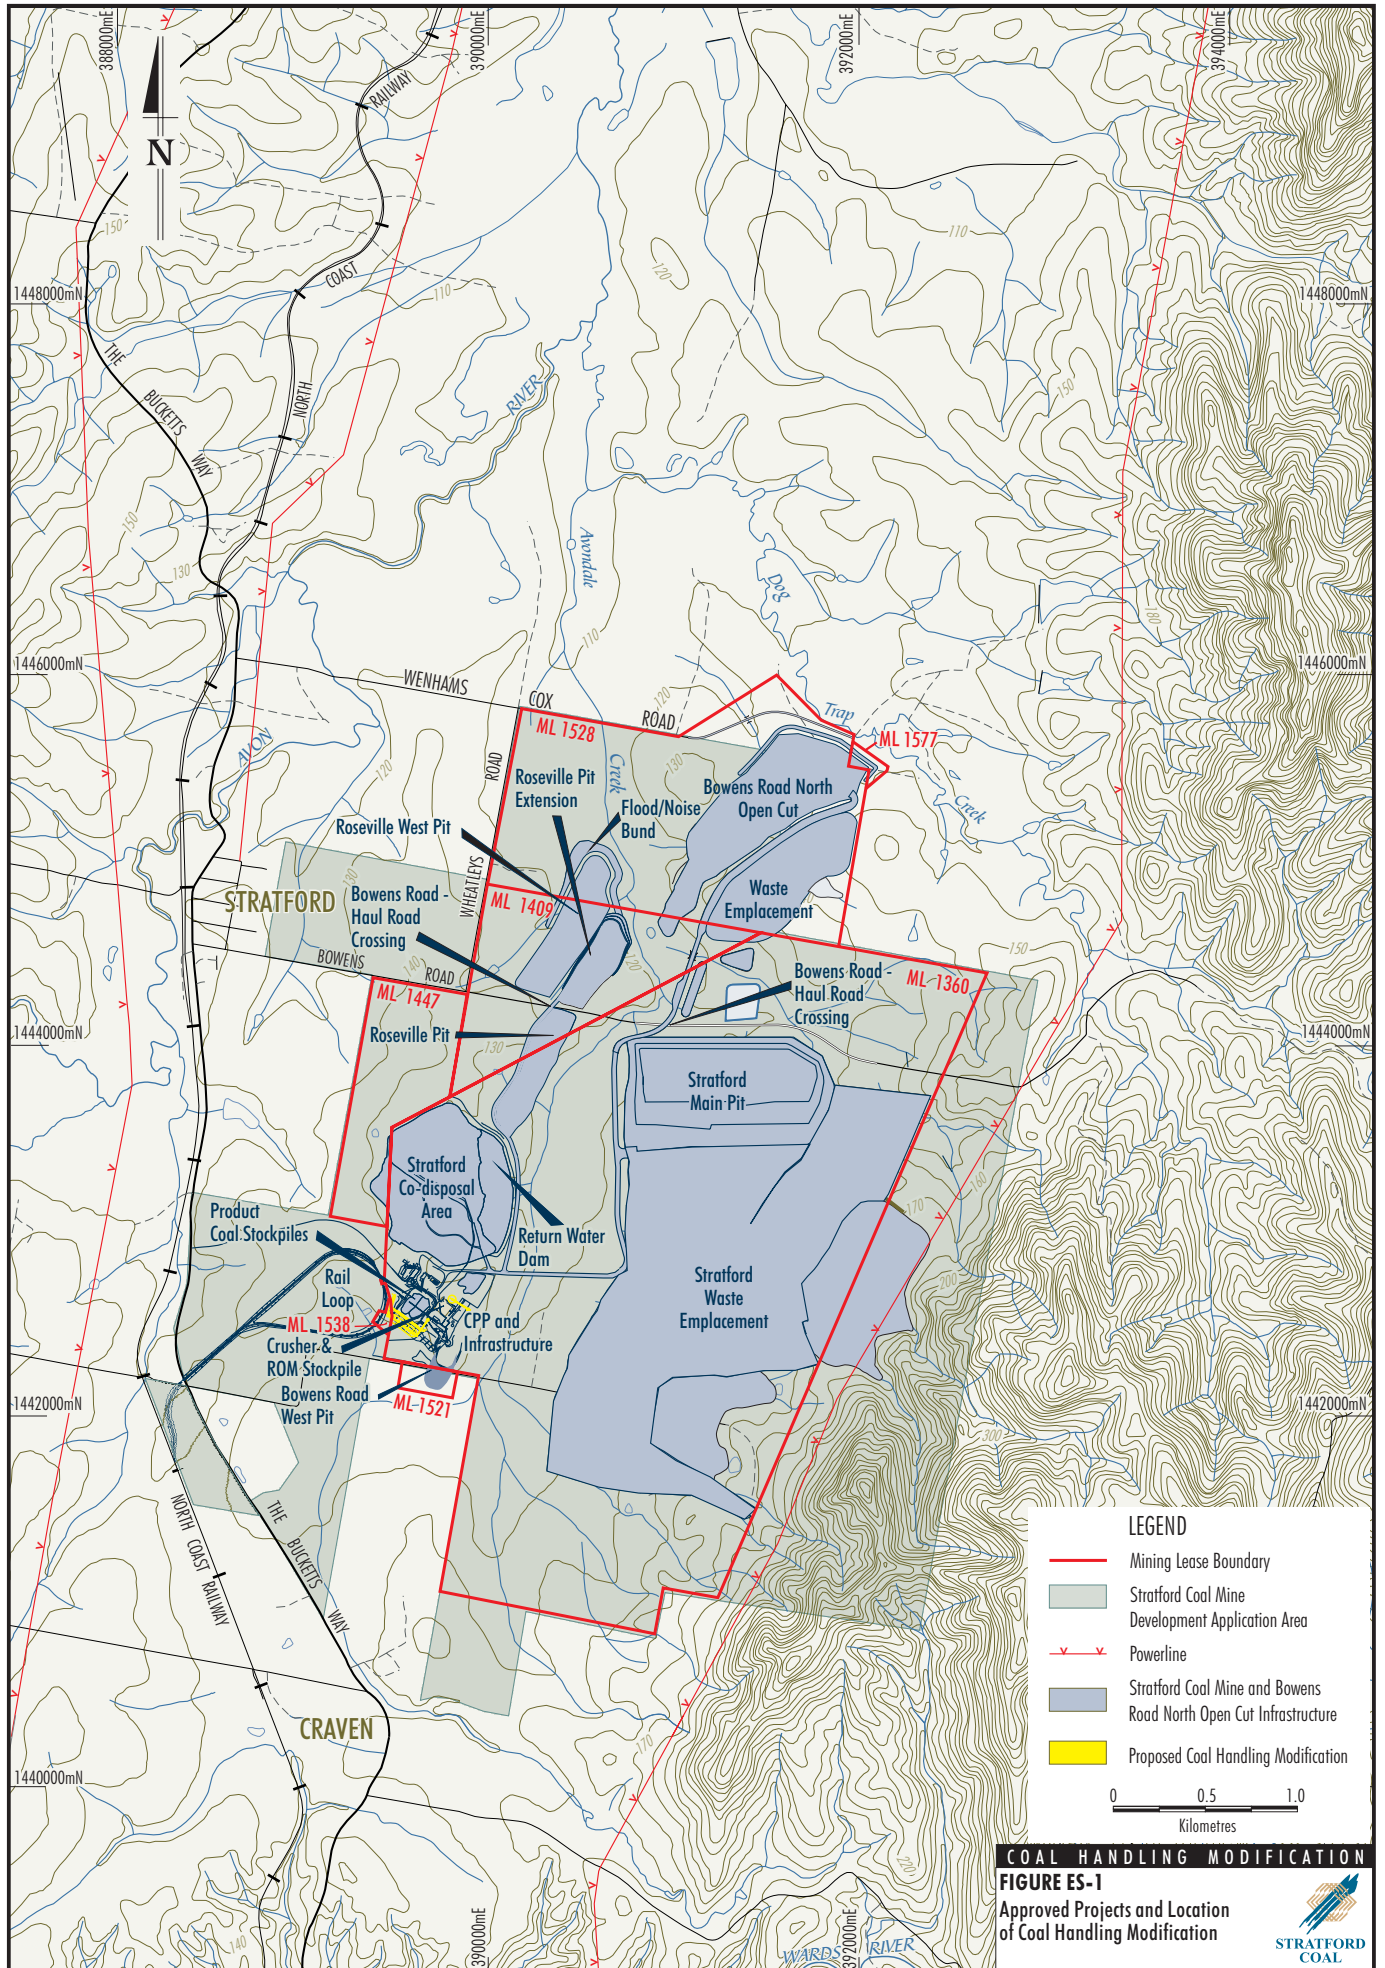 388000mE
390000mE
392000mE
394000mE
RAILWAY
N
150
COAST
110
120
110
1448000mN
1448000mN
THE
BUCKETTS
WAY
NORTH
RIVER
150
150
130
Avondale
Dog
110
180
1446000mN
1446000mN
WENHAMS
COX
ROAD
120
Trap
ML 1528
ML 1577
AVON
120
ROAD
Creek
130
Roseville Pit
Extension
Bowens Road North
Open Cut
Creek
Flood/Noise
Bund
Roseville West Pit
WHEATLEYS
130
STRATFORD
Bowens Road -
Haul Road
Crossing
ML 1409
Waste
Emplacement
BOWENS
ROAD
140
120
150
ML 1447
Bowens Road -
Haul Road
Crossing
ML 1360
1444000mN
1444000mN
Roseville Pit
130
Stratford
Main Pit
Stratford
Co-disposal
Area
160
170
Product
Coal Stockpiles
Return Water
Dam
Rail
Loop
Stratford
Waste
Emplacement
200
ML 1538
CPP and
Infrastructure
Crusher &
ROM Stockpile
Bowens Road
West Pit
ML 1521
1442000mN
1442000mN
300
NORTH COAST RAILWAY
THE
BUCKETTS
WAY
CRAVEN
170
1440000mN
LEGEND
Mining Lease Boundary
Stratford Coal Mine
Development Application Area
Powerline
Stratford Coal Mine and Bowens
Road North Open Cut Infrastructure
Proposed Coal Handling Modification
0 0.5 1.0
Kilometres
220
COAL HANDLING MODIFICATION
FIGURE ES-1
Approved Projects and Location
of Coal Handling Modification
STRATFORD
COAL
140
390000mE
392000mE
WARDS RIVER